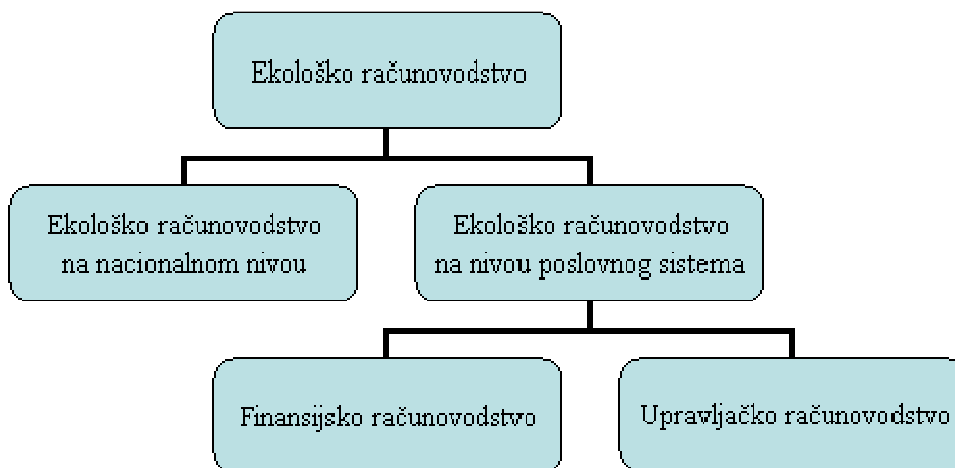 Ekološko računovodstvo
Ekološko računovodstvo
na nacionalnom nivou
Ekološko računovodstvo
na nivou poslovnog sistema
Finansijsko računovodstvo
Upravljačko računovodstvo